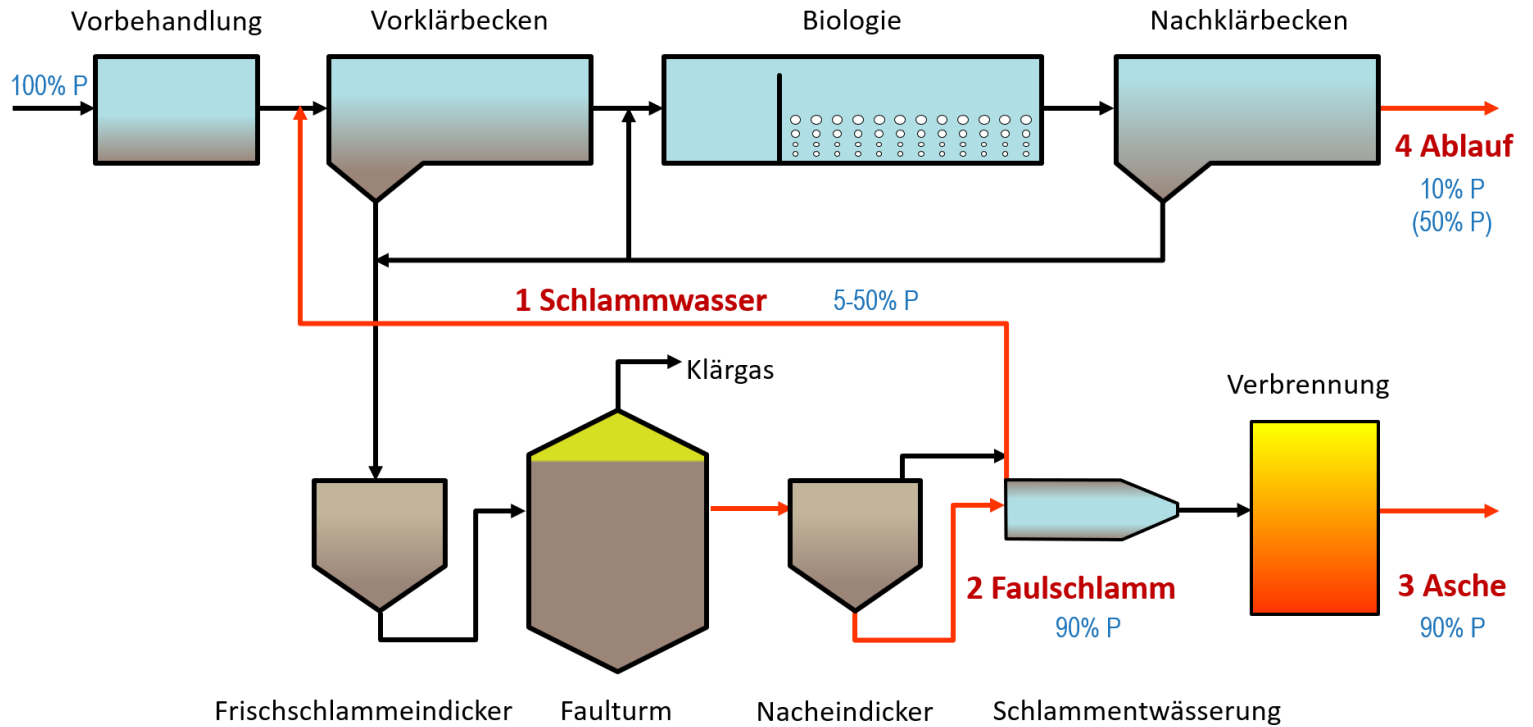 Vorbehandlung
Vorklärbecken
Biologie
Nachklärbecken
100% P
4 Ablauf
10% P
(50% P)
1 Schlammwasser
5-50% P
Klärgas
Verbrennung
2 Faulschlamm
90% P
3 Asche
90% P
Frischschlammeindicker
Faulturm
Nacheindicker
Schlammentwässerung